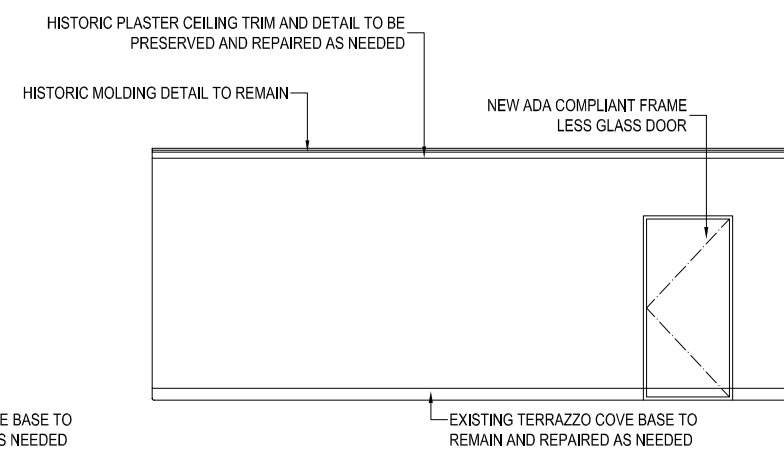 HISTORIC PLASTER CEILING TRIM AND DETAIL TO BE
PRESERVED AND REPAIRED AS NEEDED
HISTORIC MOLDING DETAIL TO REMAIN
NEW ADA COMPLIANT FRAME
LESS GLASS DOOR
E BASE TO
S NEEDED
EXISTING TERRAZZO COVE BASE TO
REMAIN AND REPAIRED AS NEEDED